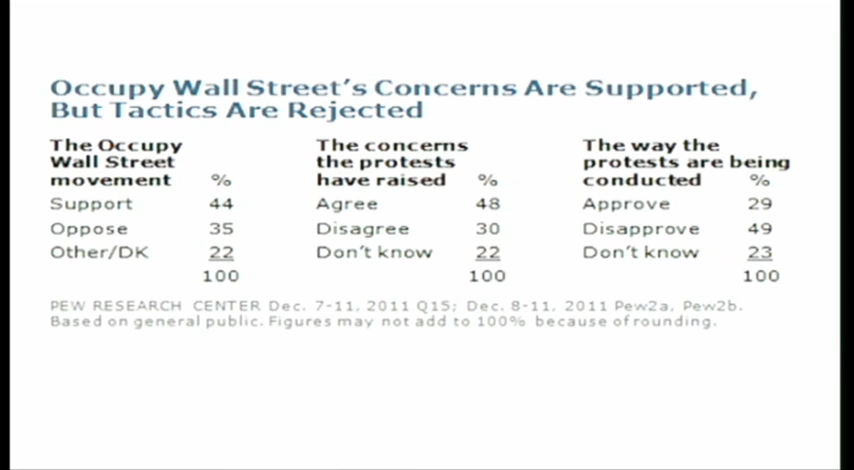 Occupy Wall Street's Concerns Are Supported,
But Tactics Are Rejected
The Occupy Wall Street movement %
Support 44
Oppose 35
Other/DK 22
100
The concerns the protests have raised %
Agree 48
Disagree 30
Don't know 22
100
The way the protests are being conducted %
Approve 29
Disapprove 49
Don't know 23
100
PEW RESEARCH CENTER Dec. 7-11, 2011 Q15; Dec. 8-11, 2011 Pew2a, Pew2b.
Based on general public. Figures may not add to 100% because of rounding.